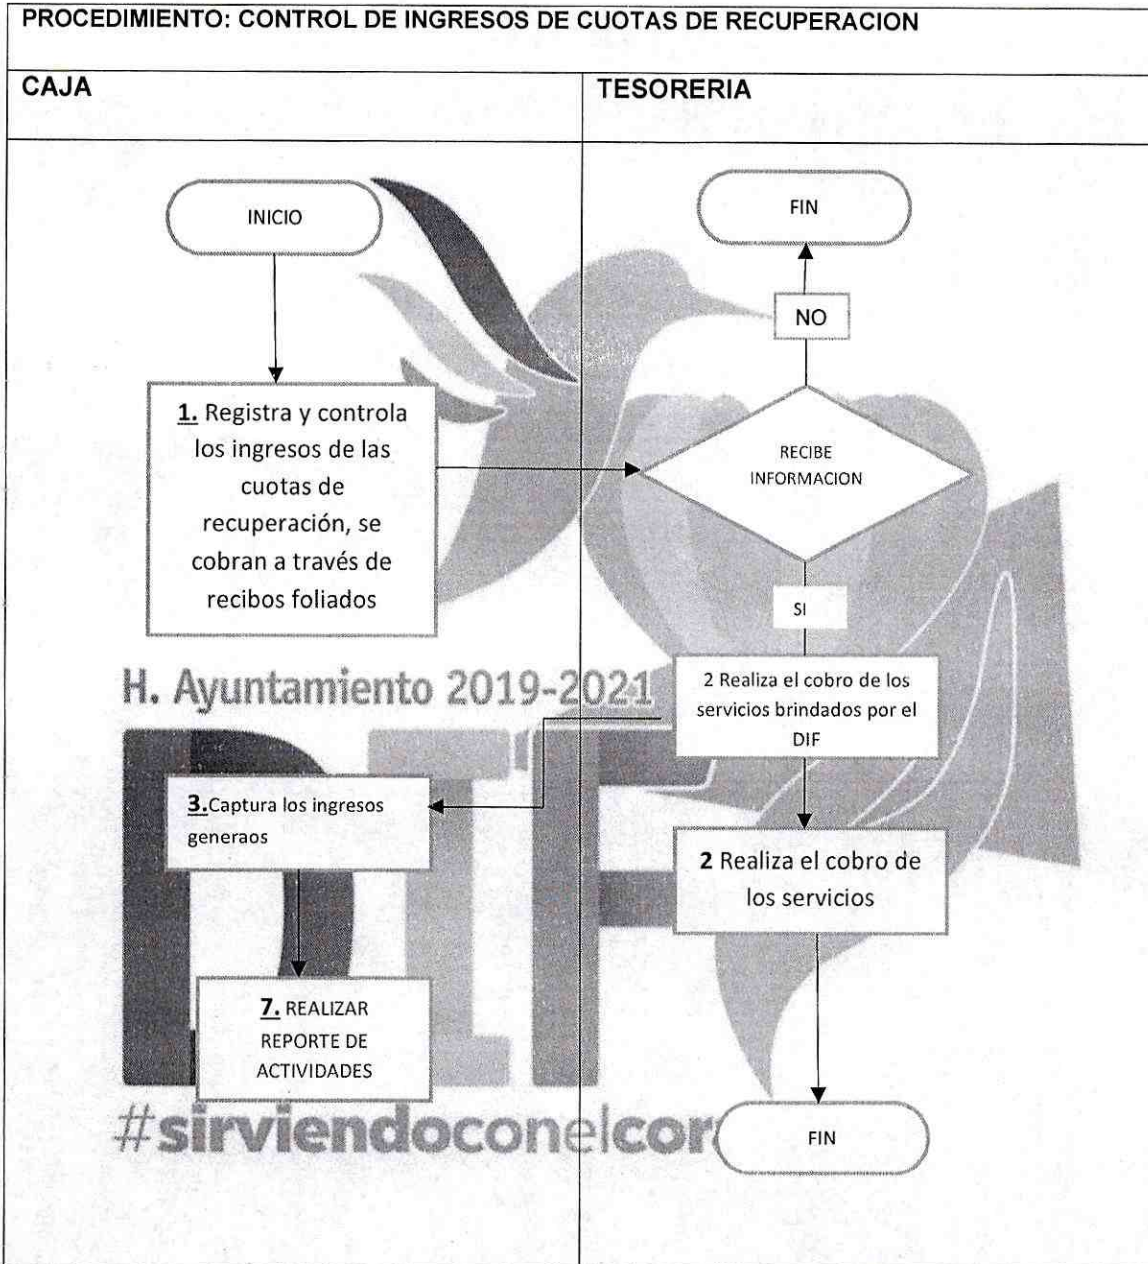 PROCEDIMIENTO: CONTROL DE INGRESOS DE CUOTAS DE RECUPERACION
CAJA
TESORERIA
INICIO
FIN
NO
1. Registra y controla
los ingresos de las
cuotas de
recuperación, se
cobran a través de
recibos foliados
RECIBE
INFORMACION
SI
H. Ayuntamiento 2019-2021
2 Realiza el cobro de los
servicios brindados por el
DIF
3.Captura los ingresos
generaos
2 Realiza el cobro de
los servicios
7. REALIZAR
REPORTE DE
ACTIVIDADES
DIF
#sirviendoconelcor
FIN